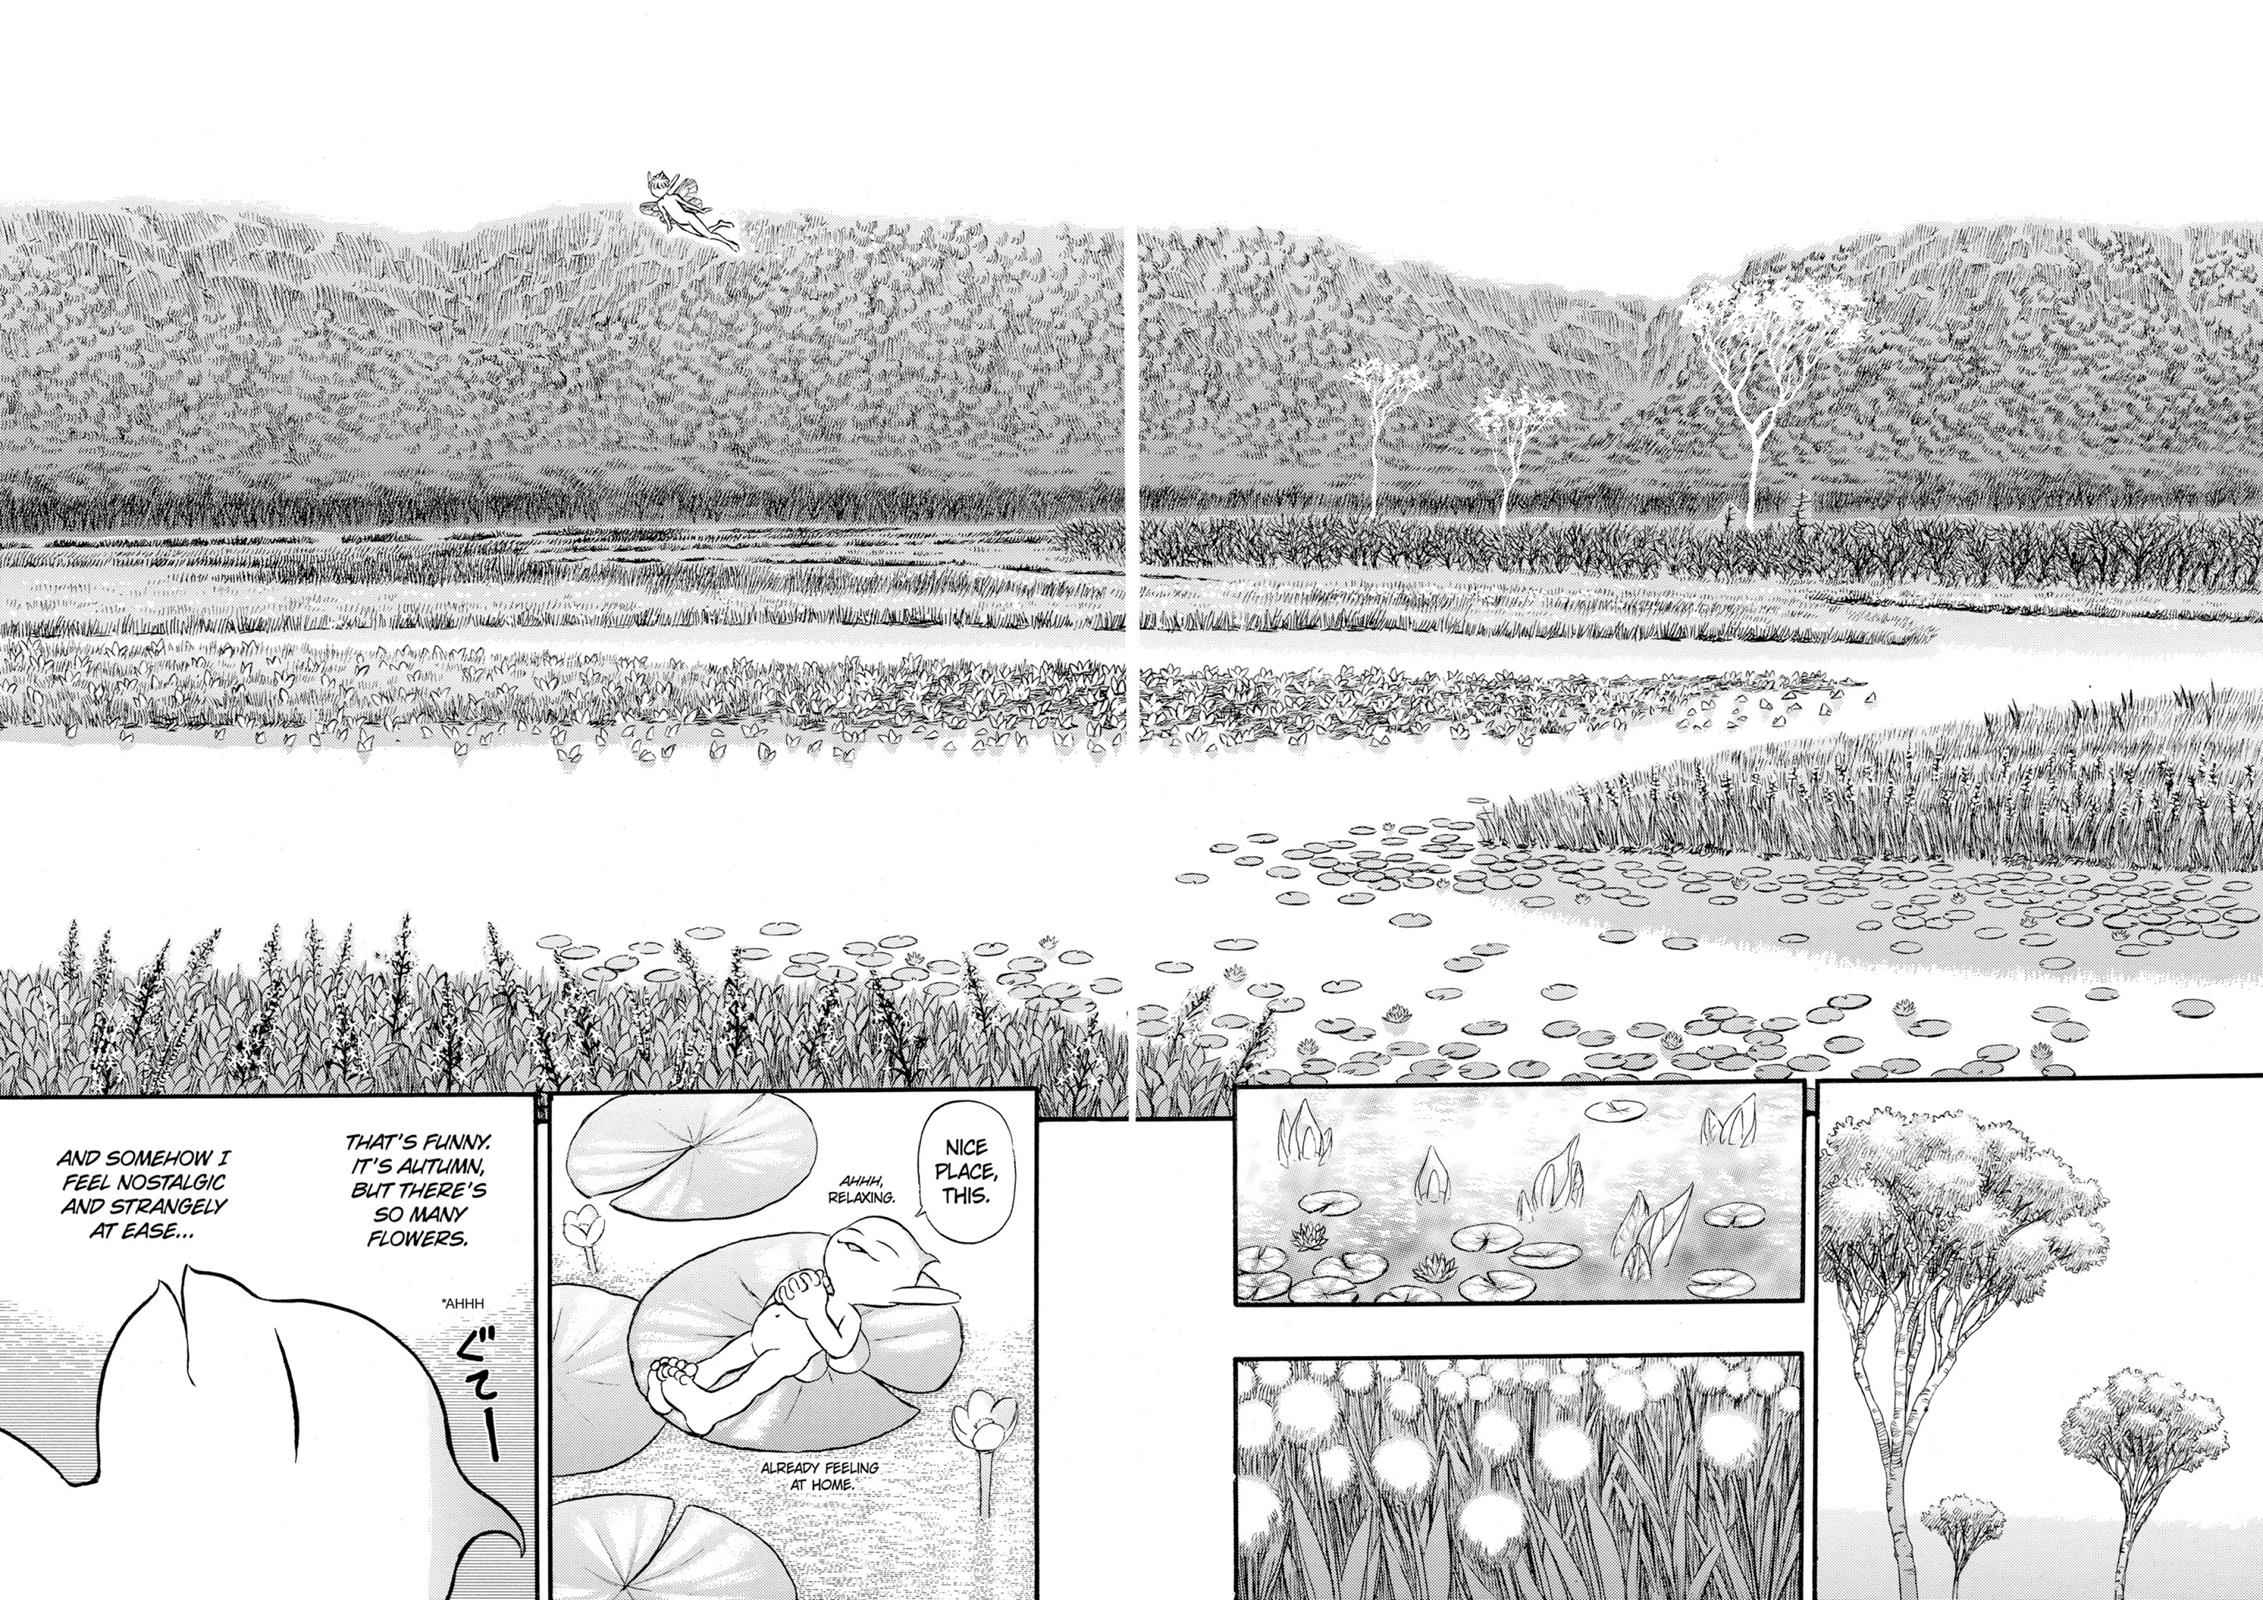 NICE
PLACE,
THIS.
AHHH,
RELAXING.
ALREADY FEELING
AT HOME.
THAT'S FUNNY.
IT'S AUTUMN,
BUT THERE'S
SO MANY
FLOWERS.
*AHHH
ぐてー
AND SOMEHOW I
FEEL NOSTALGIC
AND STRANGELY
AT EASE...